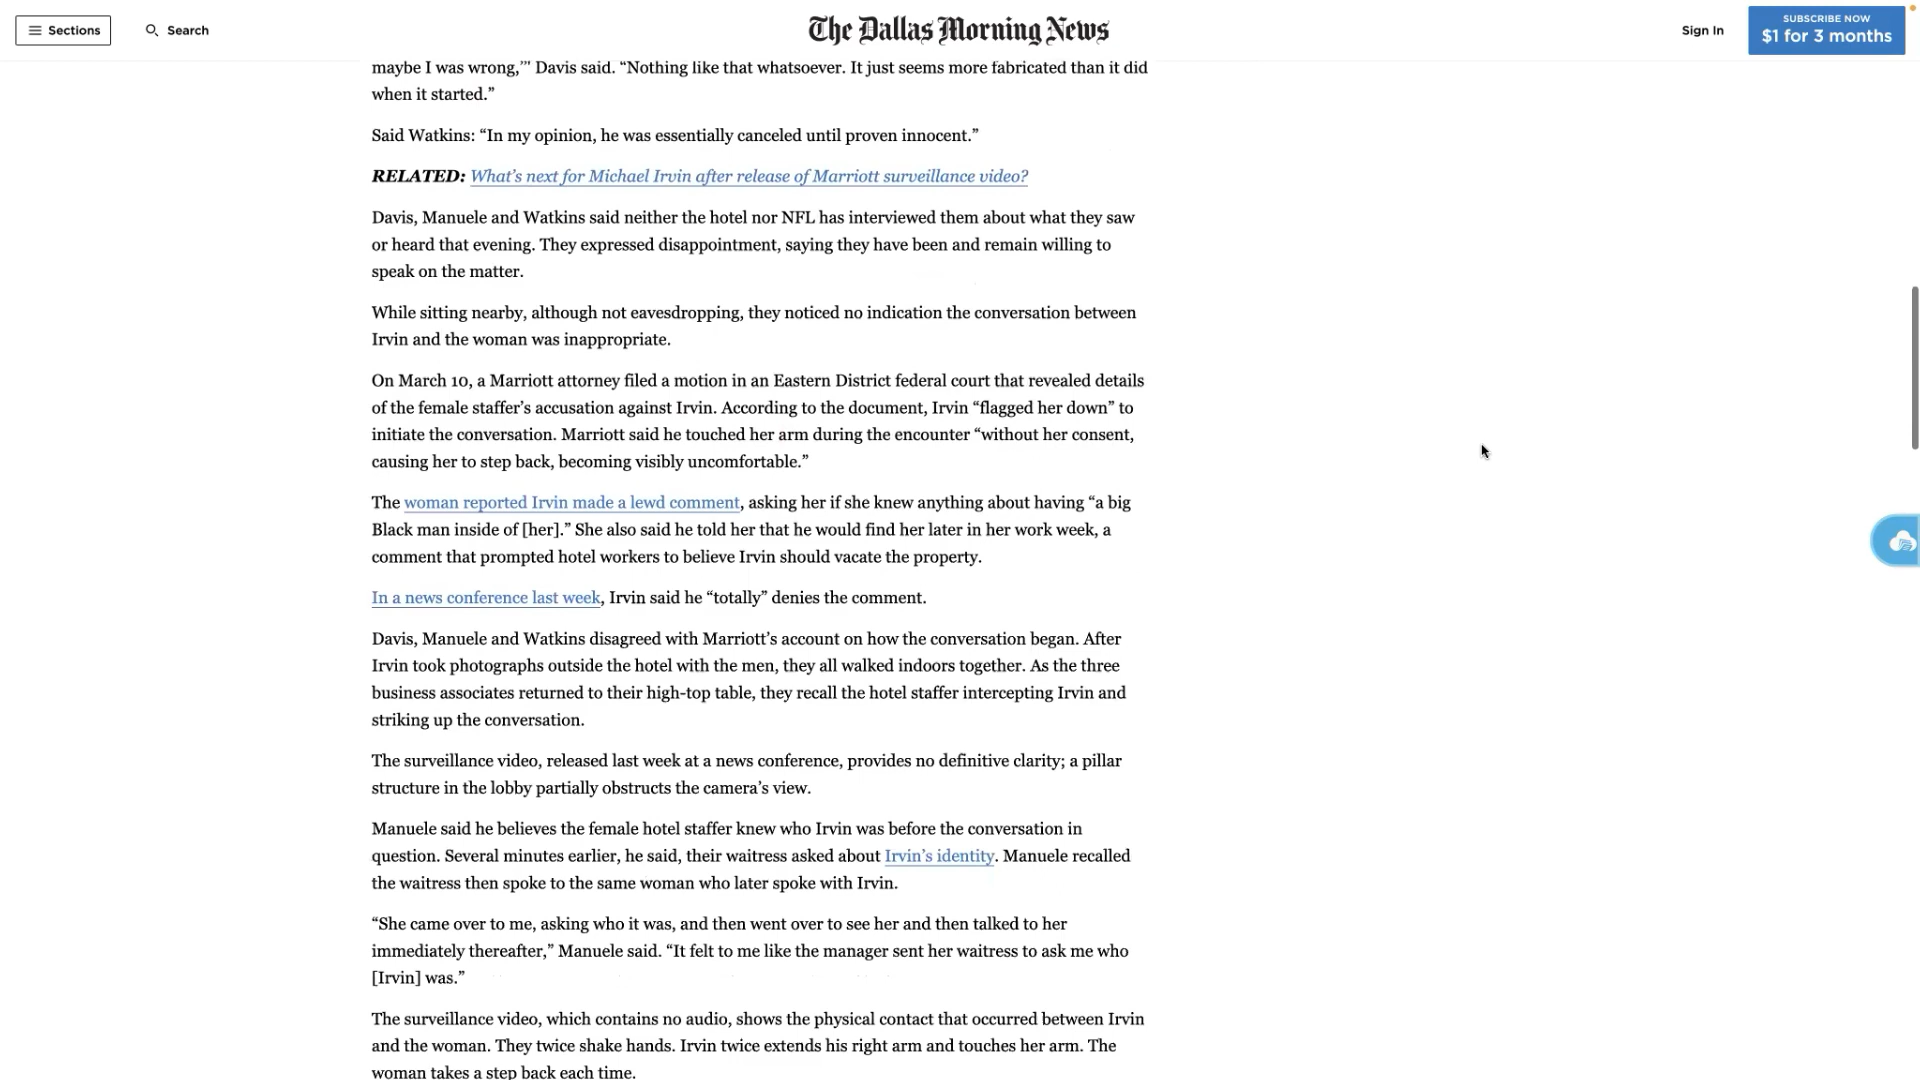 Sections
Search
The Dallas Morning News
Sign In
SUBSCRIBE NOW
$1 for 3 months
maybe I was wrong,’” Davis said. “Nothing like that whatsoever. It just seems more fabricated than it did
when it started.”
Said Watkins: “In my opinion, he was essentially canceled until proven innocent.”
RELATED: What’s next for Michael Irvin after release of Marriott surveillance video?
Davis, Manuele and Watkins said neither the hotel nor NFL has interviewed them about what they saw
or heard that evening. They expressed disappointment, saying they have been and remain willing to
speak on the matter.
While sitting nearby, although not eavesdropping, they noticed no indication the conversation between
Irvin and the woman was inappropriate.
On March 10, a Marriott attorney filed a motion in an Eastern District federal court that revealed details
of the female staffer’s accusation against Irvin. According to the document, Irvin “flagged her down” to
initiate the conversation. Marriott said he touched her arm during the encounter “without her consent,
causing her to step back, becoming visibly uncomfortable.”
The woman reported Irvin made a lewd comment, asking her if she knew anything about having “a big
Black man inside of [her].” She also said he told her that he would find her later in her work week, a
comment that prompted hotel workers to believe Irvin should vacate the property.
In a news conference last week, Irvin said he “totally” denies the comment.
Davis, Manuele and Watkins disagreed with Marriott’s account on how the conversation began. After
Irvin took photographs outside the hotel with the men, they all walked indoors together. As the three
business associates returned to their high-top table, they recall the hotel staffer intercepting Irvin and
striking up the conversation.
The surveillance video, released last week at a news conference, provides no definitive clarity; a pillar
structure in the lobby partially obstructs the camera’s view.
Manuele said he believes the female hotel staffer knew who Irvin was before the conversation in
question. Several minutes earlier, he said, their waitress asked about Irvin’s identity. Manuele recalled
the waitress then spoke to the same woman who later spoke with Irvin.
“She came over to me, asking who it was, and then went over to see her and then talked to her
immediately thereafter,” Manuele said. “It felt to me like the manager sent her waitress to ask me who
[Irvin] was.”
The surveillance video, which contains no audio, shows the physical contact that occurred between Irvin
and the woman. They twice shake hands. Irvin twice extends his right arm and touches her arm. The
woman takes a step back each time.